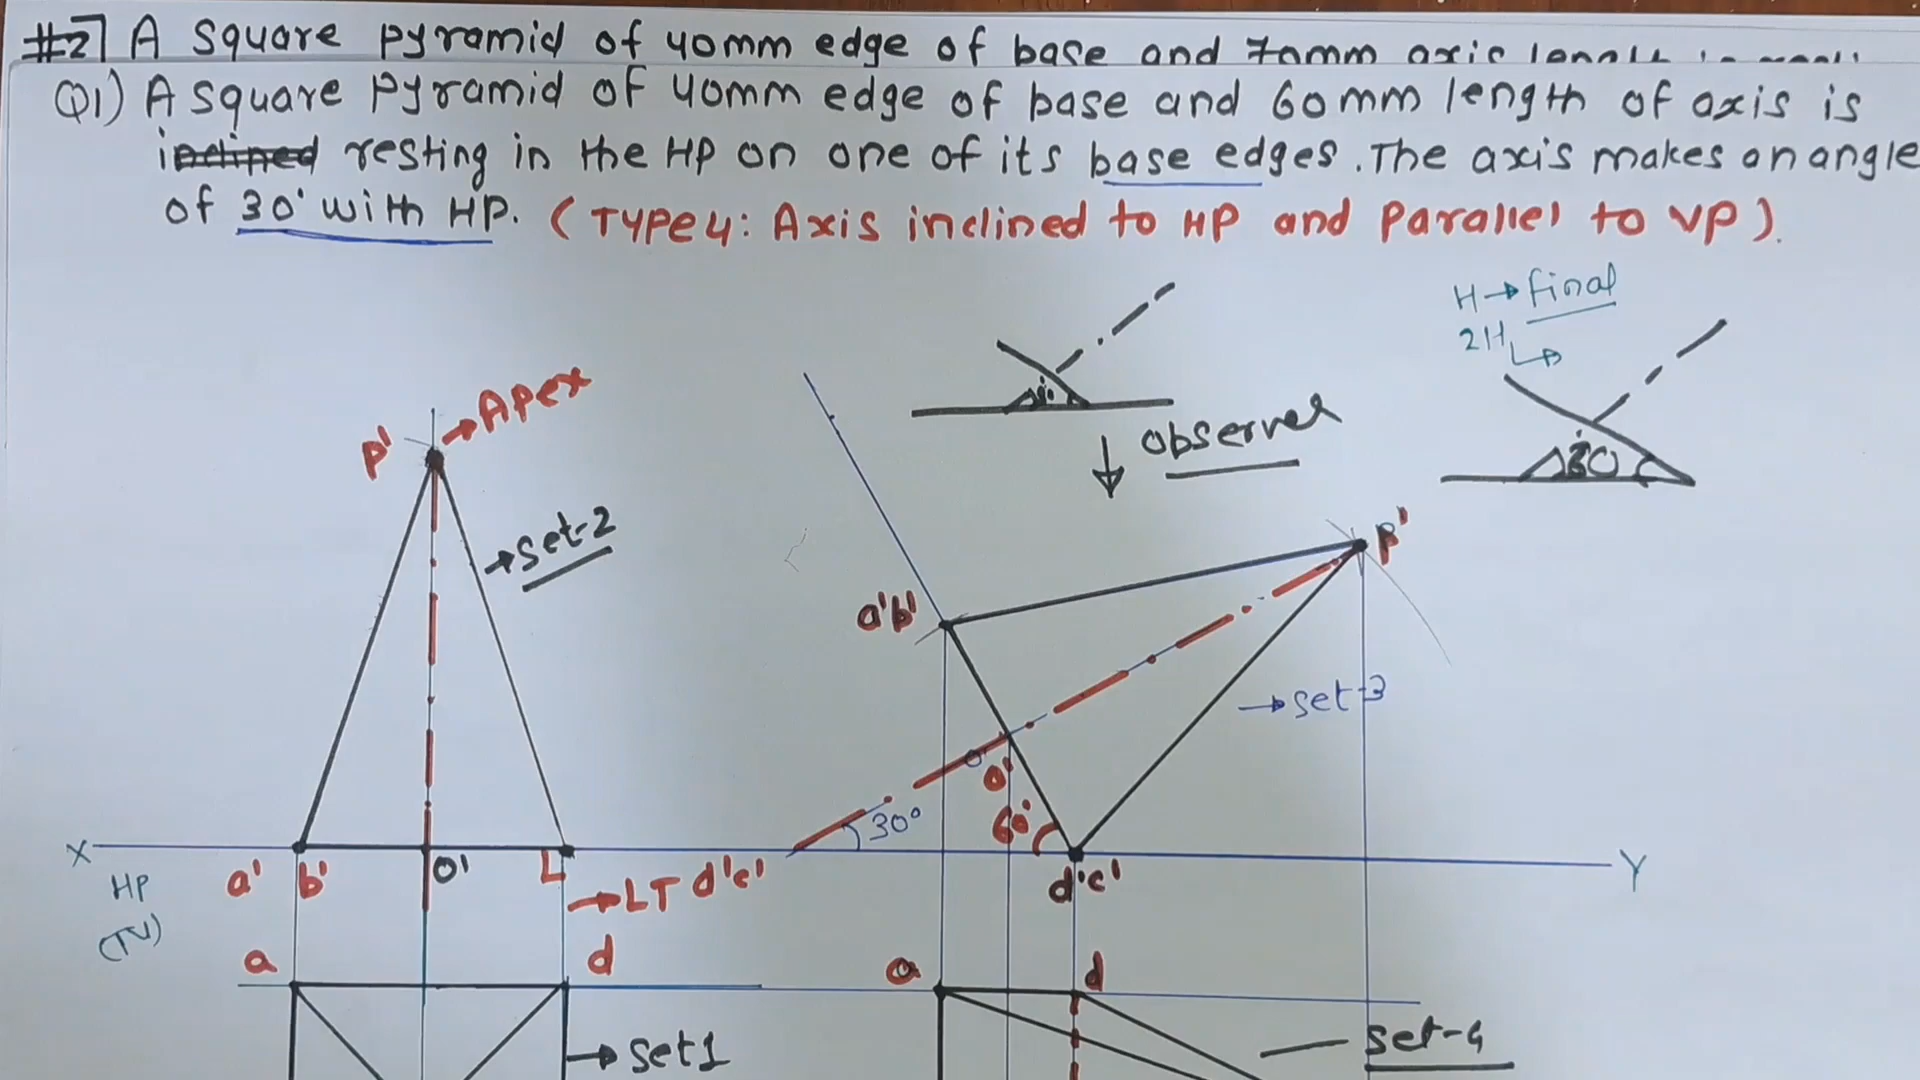 #2] A square pyramid of 40mm edge of base and 70mm axis length
Q1) A square pyramid of 40mm edge of base and 60mm length of axis is
inclined resting in the HP on one of its base edges. The axis makes an angle
of 30° with HP. (TYPE4: Axis inclined to HP and Parallel to VP).
H→ final
2H
Apex
P'
observer
30
set-2
P'
a'b'
set-3
o'
o'
60°
30°
X
Y
a' b' o' L
LT d'c'
d'c'
HP
(TV)
a d
a d
set-4
set1